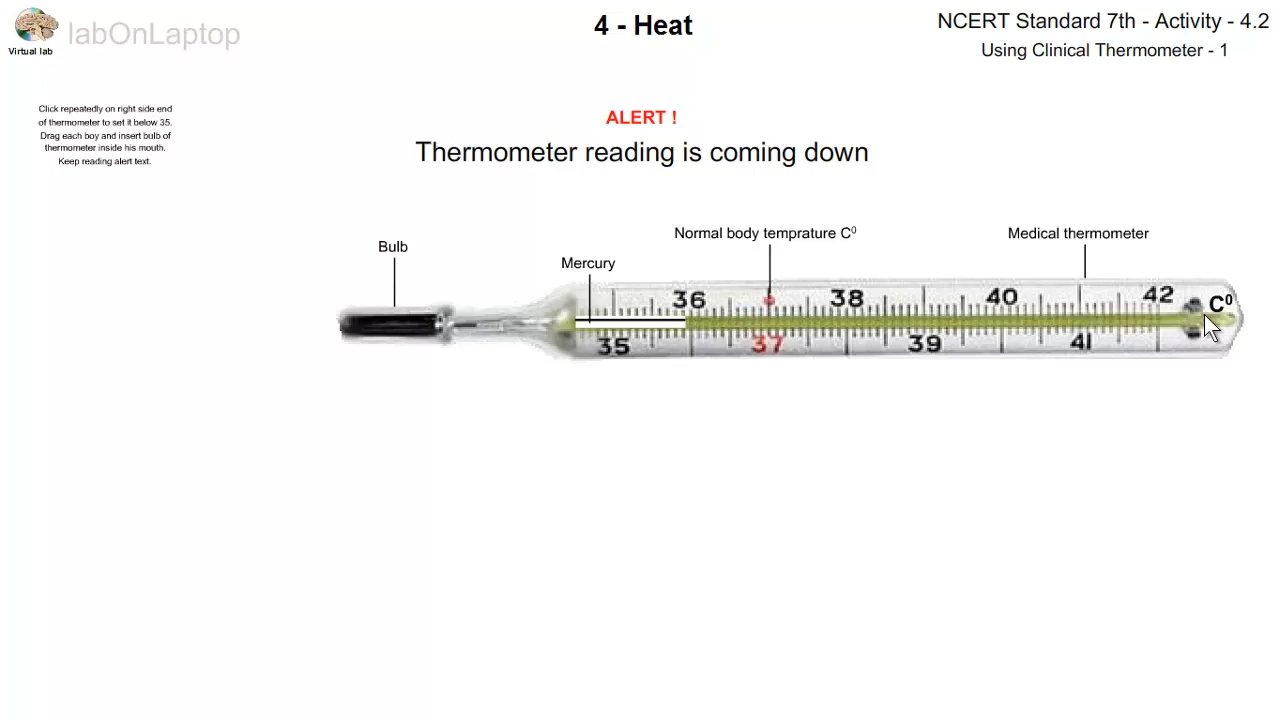 labOnLaptop
Virtual lab
4 - Heat
NCERT Standard 7th - Activity - 4.2
Using Clinical Thermometer - 1
Click repeatedly on right side end
of thermometer to set it below 35.
Drag each boy and insert bulb of
thermometer inside his mouth.
Keep reading alert text.
ALERT !
Thermometer reading is coming down
Bulb
Mercury
Normal body temprature C⁰
Medical thermometer
36 38 40 42 C⁰
35 37 39 41